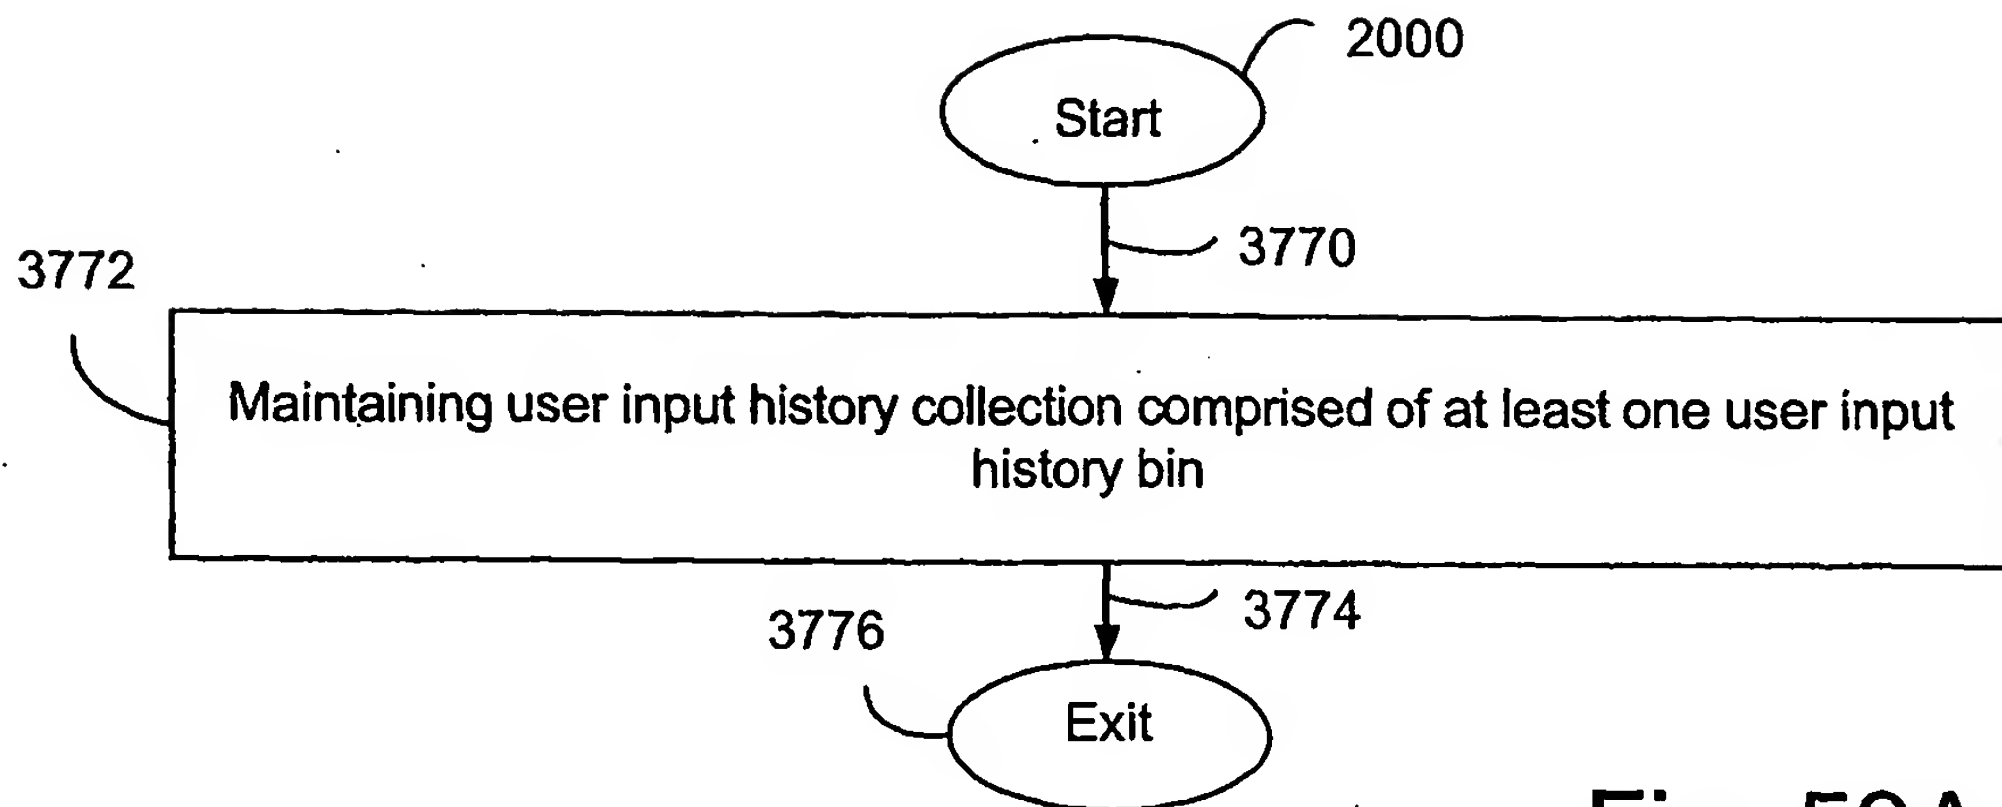 2000
Start
3770
3772
Maintaining user input history collection comprised of at least one user input
history bin
3774
3776
Exit